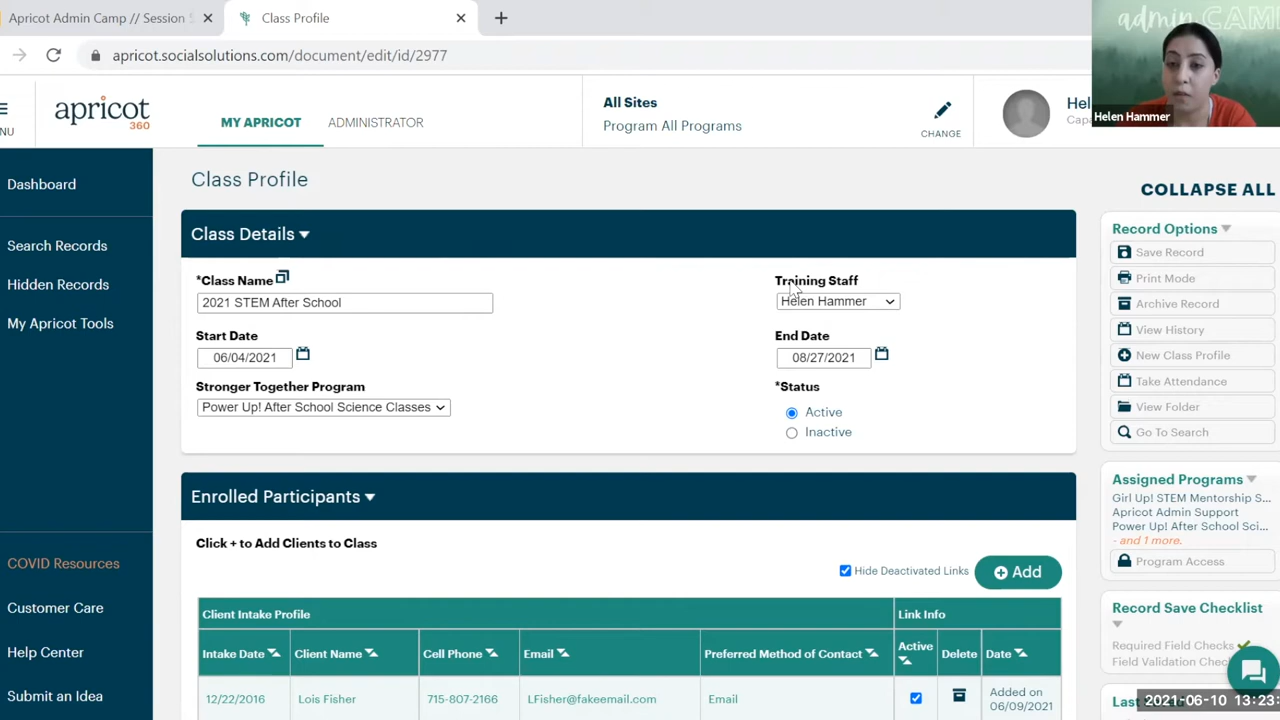 Apricot Admin Camp // Session
Class Profile
apricot.socialsolutions.com/document/edit/id/2977
admin CAMP
Helen Hammer
NU
apricot
360
MY APRICOT
ADMINISTRATOR
All Sites
Program All Programs
CHANGE
Hel
Capa
Dashboard
Search Records
Hidden Records
My Apricot Tools
COVID Resources
Customer Care
Help Center
Submit an Idea
Class Profile
Class Details
*Class Name
2021 STEM After School
Training Staff
Helen Hammer
Start Date
06/04/2021
End Date
08/27/2021
Stronger Together Program
Power Up! After School Science Classes
*Status
Active
Inactive
Enrolled Participants
Click + to Add Clients to Class
Hide Deactivated Links
Add
Client Intake Profile
Link Info
Intake Date Client Name Cell Phone Email Preferred Method of Contact Active Delete Date
12/22/2016 Lois Fisher 715-807-2166 LFisher@fakeemail.com Email Added on
06/09/2021
COLLAPSE ALL
Record Options
Save Record
Print Mode
Archive Record
View History
New Class Profile
Take Attendance
View Folder
Go To Search
Assigned Programs
Girl Up! STEM Mentorship S...
Apricot Admin Support
Power Up! After School Sci...
- and 1 more.
Program Access
Record Save Checklist
Required Field Checks
Field Validation Chec
Last
2021-06-10 13:23: